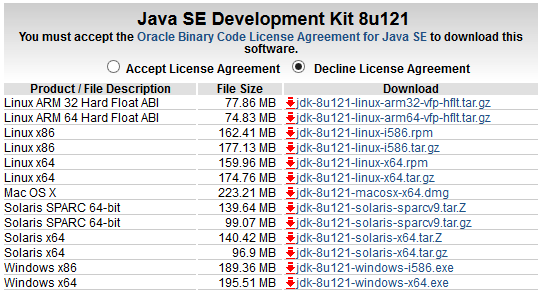 Java SE Development Kit 8u121
You must accept the Oracle Binary Code License Agreement for Java SE to download this
software.
Accept License Agreement Decline License Agreement
Product / File Description File Size Download
Linux ARM 32 Hard Float ABI 77.86 MB jdk-8u121-linux-arm32-vfp-hflt.tar.gz
Linux ARM 64 Hard Float ABI 74.83 MB jdk-8u121-linux-arm64-vfp-hflt.tar.gz
Linux x86 162.41 MB jdk-8u121-linux-i586.rpm
Linux x86 177.13 MB jdk-8u121-linux-i586.tar.gz
Linux x64 159.96 MB jdk-8u121-linux-x64.rpm
Linux x64 174.76 MB jdk-8u121-linux-x64.tar.gz
Mac OS X 223.21 MB jdk-8u121-macosx-x64.dmg
Solaris SPARC 64-bit 139.64 MB jdk-8u121-solaris-sparcv9.tar.Z
Solaris SPARC 64-bit 99.07 MB jdk-8u121-solaris-sparcv9.tar.gz
Solaris x64 140.42 MB jdk-8u121-solaris-x64.tar.Z
Solaris x64 96.9 MB jdk-8u121-solaris-x64.tar.gz
Windows x86 189.36 MB jdk-8u121-windows-i586.exe
Windows x64 195.51 MB jdk-8u121-windows-x64.exe